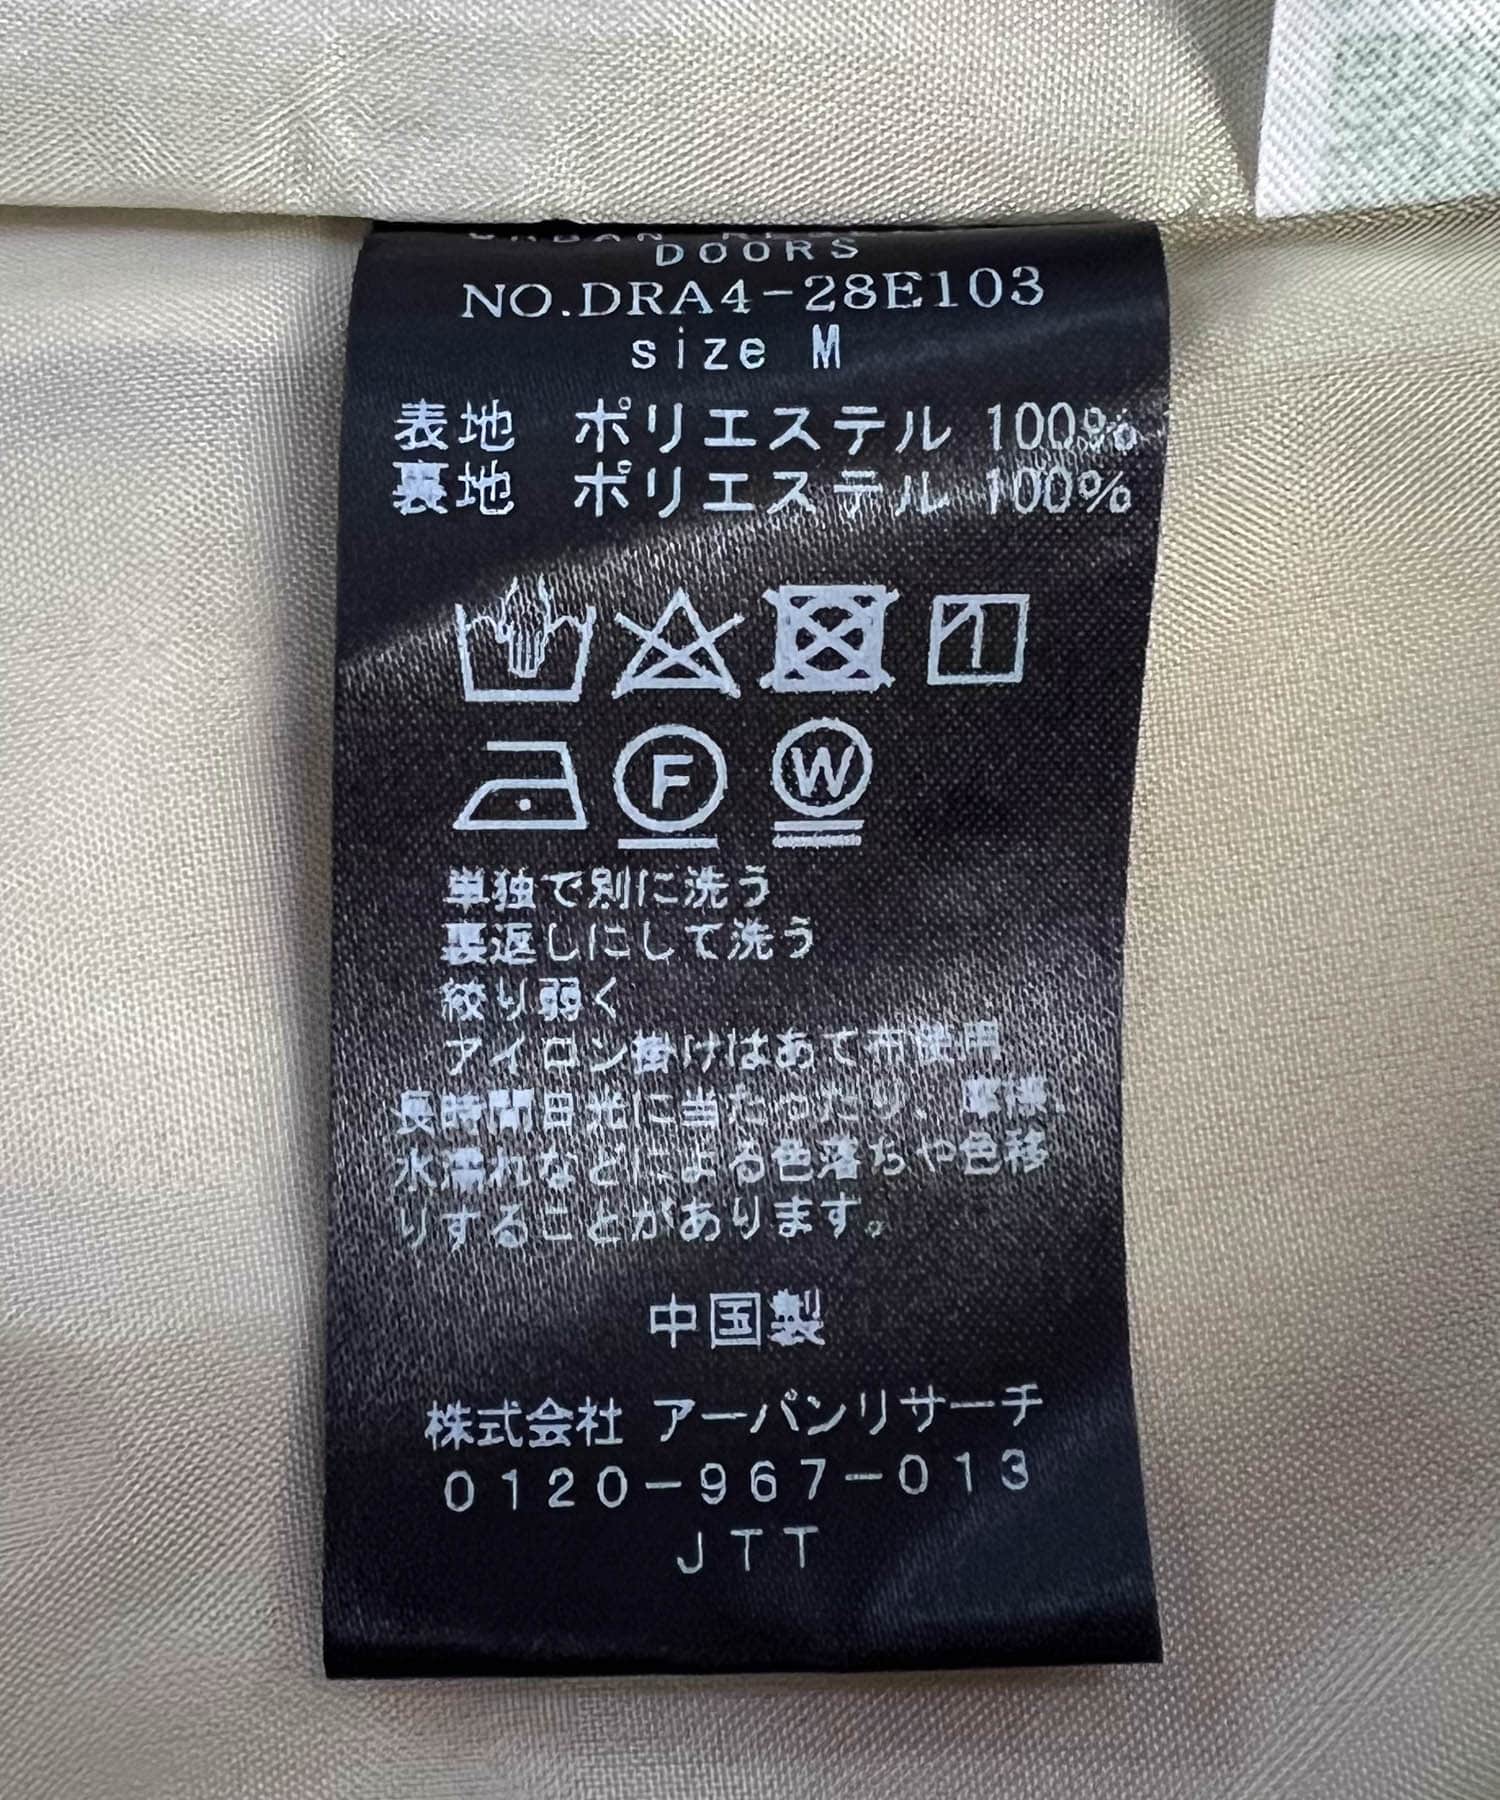 DOORS
NO.DRA4-28E103
size M
表地 ポリエステル 100%
裏地 ポリエステル 100%
F
W
単独で別に洗う
裏返しにして洗う
絞り弱く
アイロン掛けはあて布使用
長時間日光に当たったり、摩擦、
水濡れなどによる色落ちや色移
りすることがあります。
中国製
株式会社 アーバンリサーチ
0120-967-013
JTT